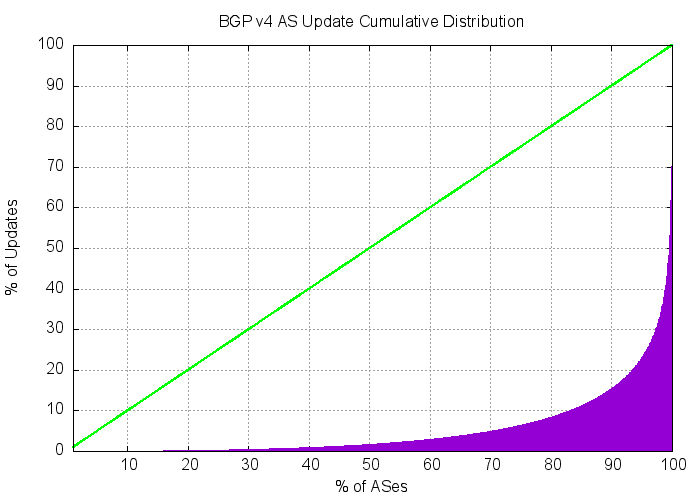 BGP v4 AS Update Cumulative Distribution
100
90
80
70
60
50
40
30
20
10
0
% of Updates
10 20 30 40 50 60 70 80 90 100
% of ASes